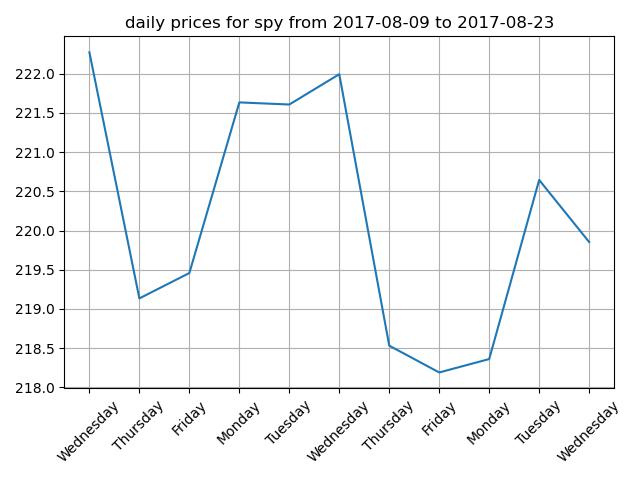 daily prices for spy from 2017-08-09 to 2017-08-23
222.0
221.5
221.0
220.5
220.0
219.5
219.0
218.5
218.0
Wednesday
Thursday
Friday
Monday
Tuesday
Wednesday
Thursday
Friday
Monday
Tuesday
Wednesday